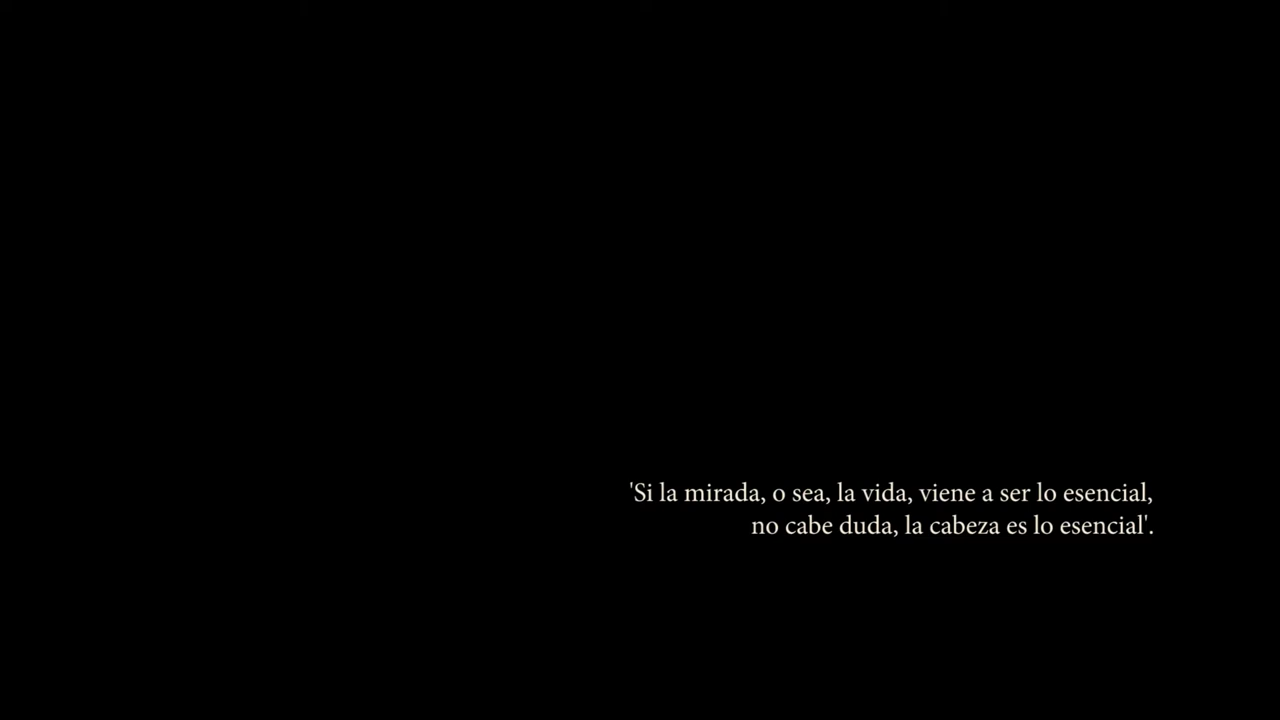 'Si la mirada, o sea, la vida, viene a ser lo esencial,
no cabe duda, la cabeza es lo esencial'.